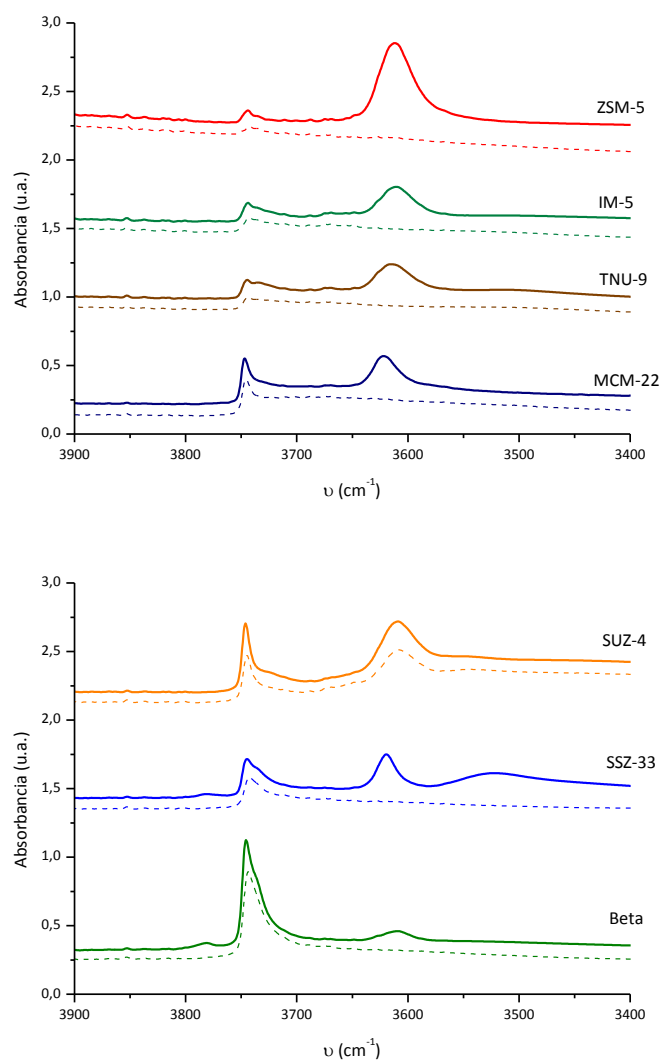 3,0
2,5
2,0
1,5
1,0
0,5
0,0
Absorbancia (u.a.)
ZSM-5
IM-5
TNU-9
MCM-22
3900 3800 3700 3600 3500 3400
υ (cm⁻¹)
3,0
2,5
2,0
1,5
1,0
0,5
0,0
Absorbancia (u.a.)
SUZ-4
SSZ-33
Beta
3900 3800 3700 3600 3500 3400
υ (cm⁻¹)